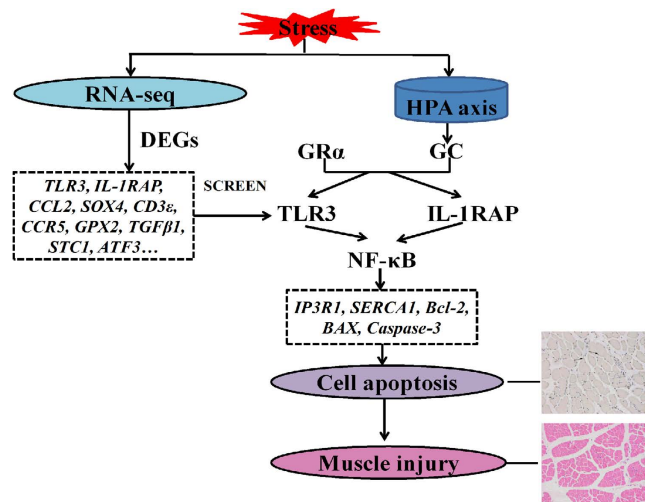 Stress
RNA-seq
HPA axis
DEGs
GRα
GC
TLR3, IL-1RAP,
CCL2, SOX4, CD3ε,
CCR5, GPX2, TGFβ1,
STC1, ATF3…
SCREEN
TLR3
IL-1RAP
NF-κB
IP3R1, SERCA1, Bcl-2,
BAX, Caspase-3
Cell apoptosis
Muscle injury